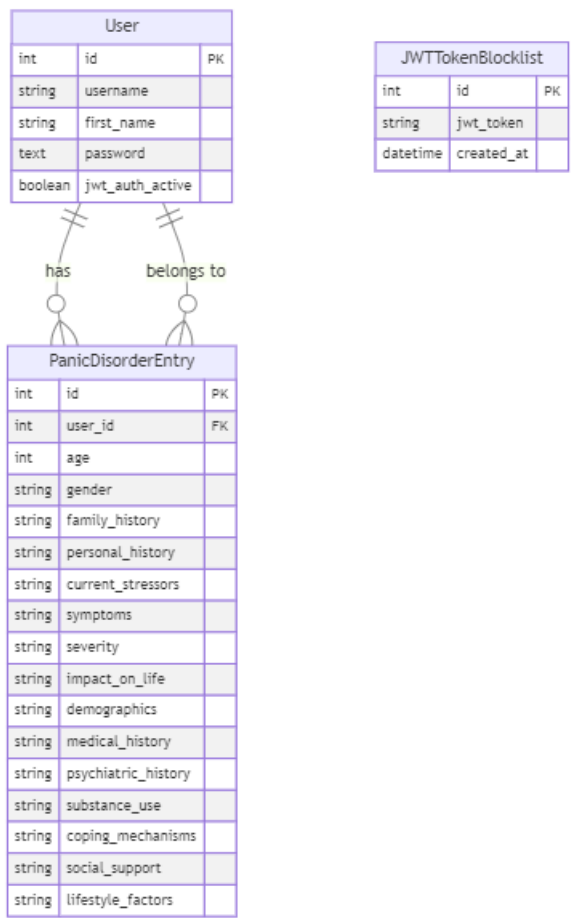 User
int id PK
string username
string first_name
text password
boolean jwt_auth_active
JWTTokenBlocklist
int id PK
string jwt_token
datetime created_at
has
belongs to
PanicDisorderEntry
int id PK
int user_id FK
int age
string gender
string family_history
string personal_history
string current_stressors
string symptoms
string severity
string impact_on_life
string demographics
string medical_history
string psychiatric_history
string substance_use
string coping_mechanisms
string social_support
string lifestyle_factors